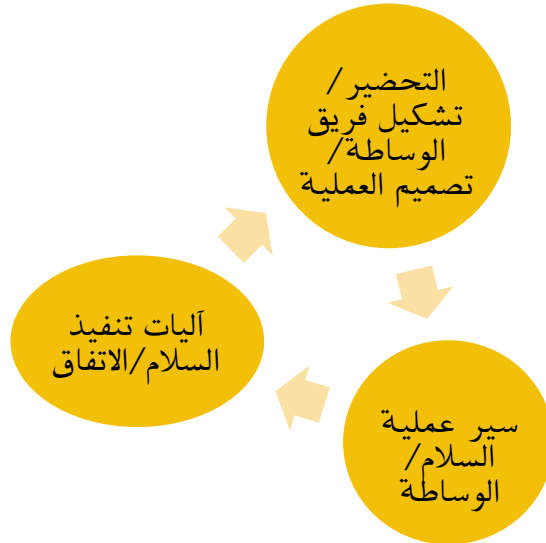 التحضير/
تشكيل فريق
الوساطة/
تصميم العملية
سير عملية
السلام/
الوساطة
آليات تنفيذ
السلام/الاتفاق